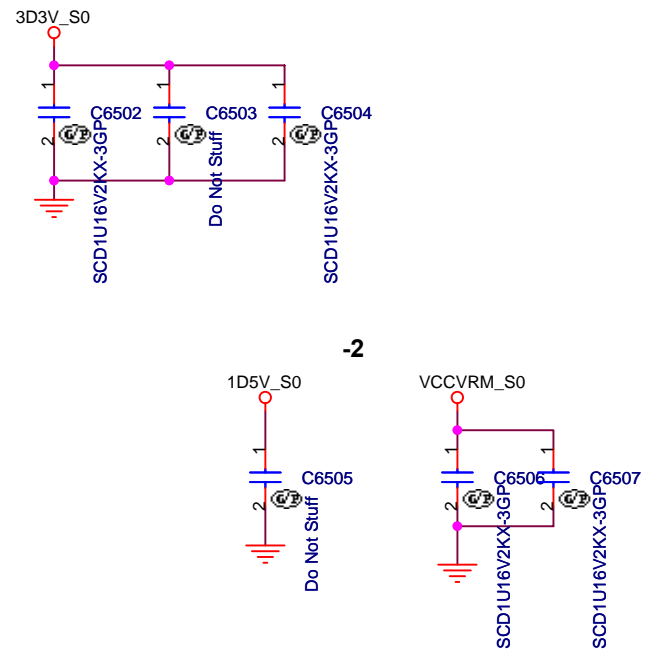 3D3V_S0
1
C6502
2
G/P
SCD1U16V2KX-3GP
1
C6503
2
G/P
Do Not Stuff
1
C6504
2
G/P
SCD1U16V2KX-3GP
-2
1D5V_S0
1
C6505
2
G/P
Do Not Stuff
VCCVRM_S0
1
C6506
2
G/P
SCD1U16V2KX-3GP
1
C6507
2
G/P
SCD1U16V2KX-3GP